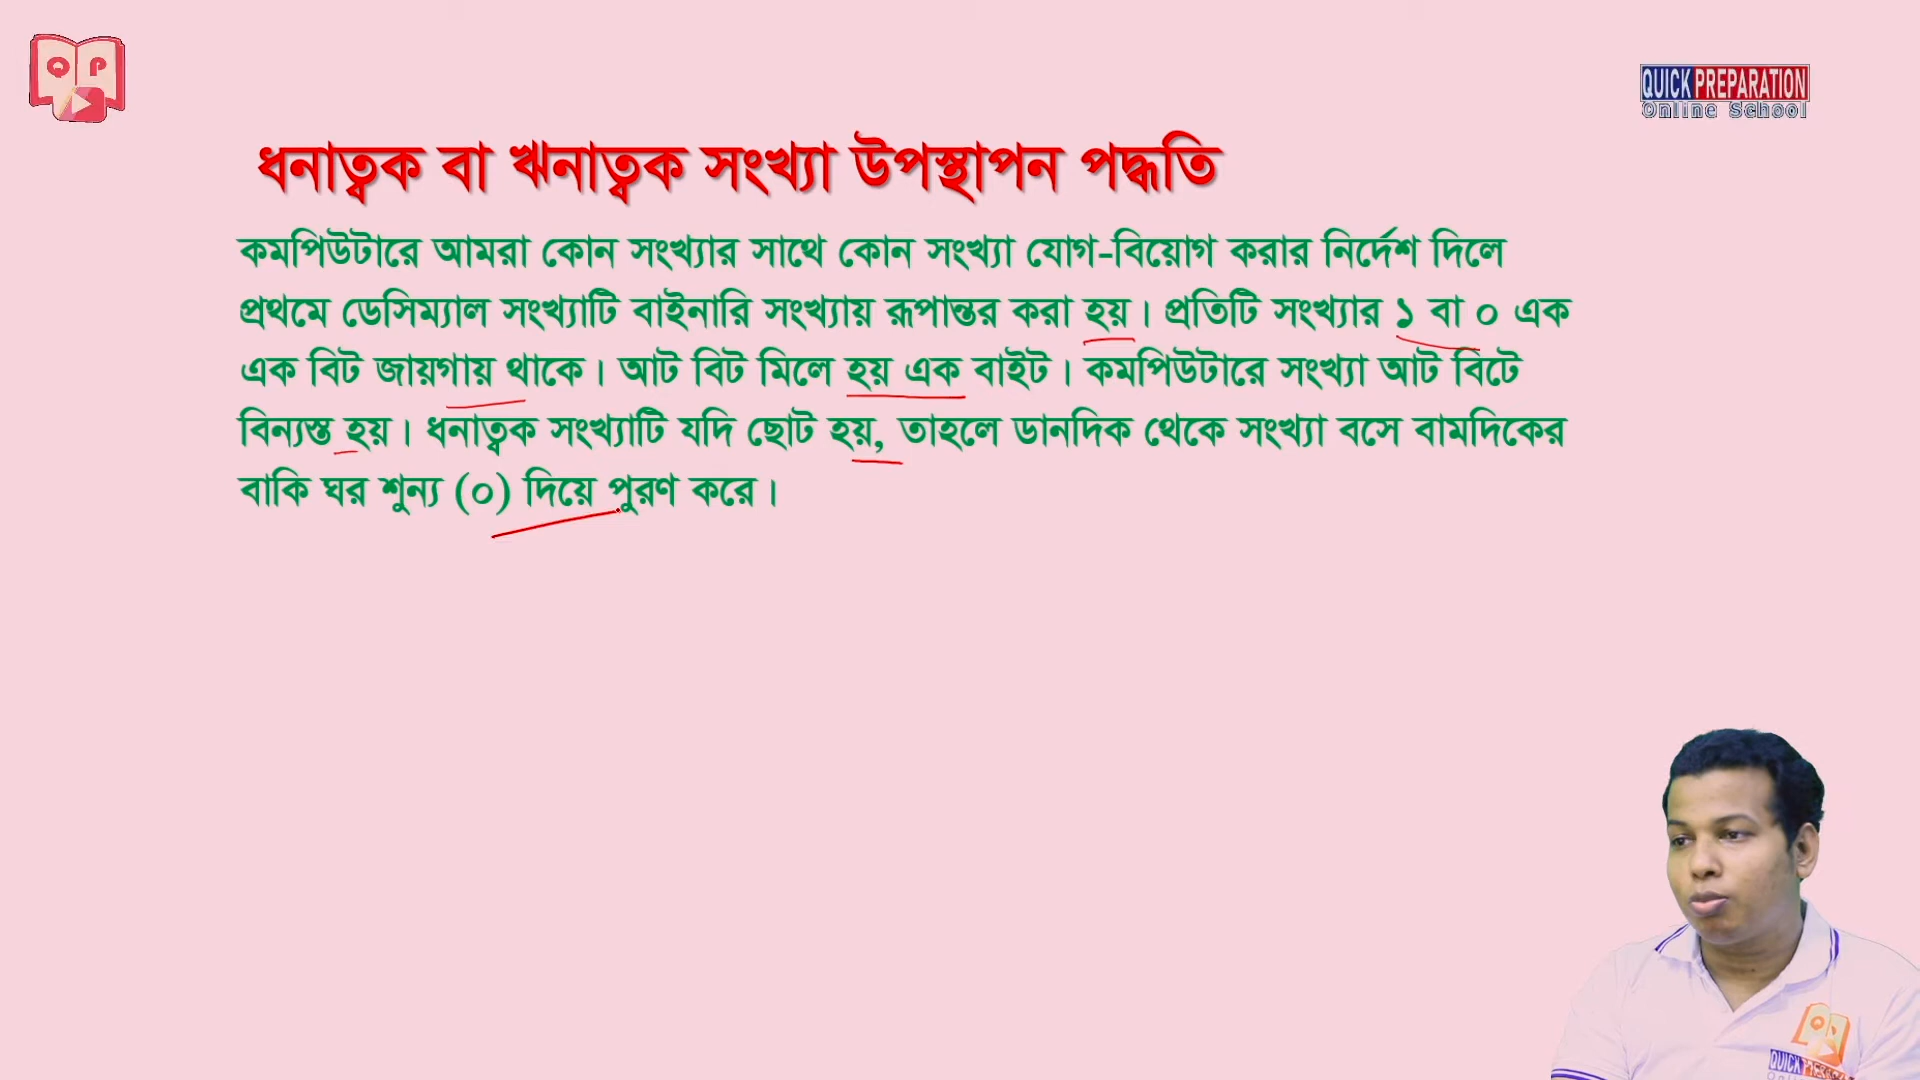 Q P
QUICK PREPARATION
Online School
ধনাত্বক বা ঋনাত্বক সংখ্যা উপস্থাপন পদ্ধতি
কমপিউটারে আমরা কোন সংখ্যার সাথে কোন সংখ্যা যোগ-বিয়োগ করার নির্দেশ দিলে
প্রথমে ডেসিম্যাল সংখ্যাটি বাইনারি সংখ্যায় রূপান্তর করা হয়। প্রতিটি সংখ্যার ১ বা ০ এক
এক বিট জায়গায় থাকে। আট বিট মিলে হয় এক বাইট। কমপিউটারে সংখ্যা আট বিটে
বিন্যস্ত হয়। ধনাত্বক সংখ্যাটি যদি ছোট হয়, তাহলে ডানদিক থেকে সংখ্যা বসে বামদিকের
বাকি ঘর শুন্য (০) দিয়ে পুরণ করে।
QUICK